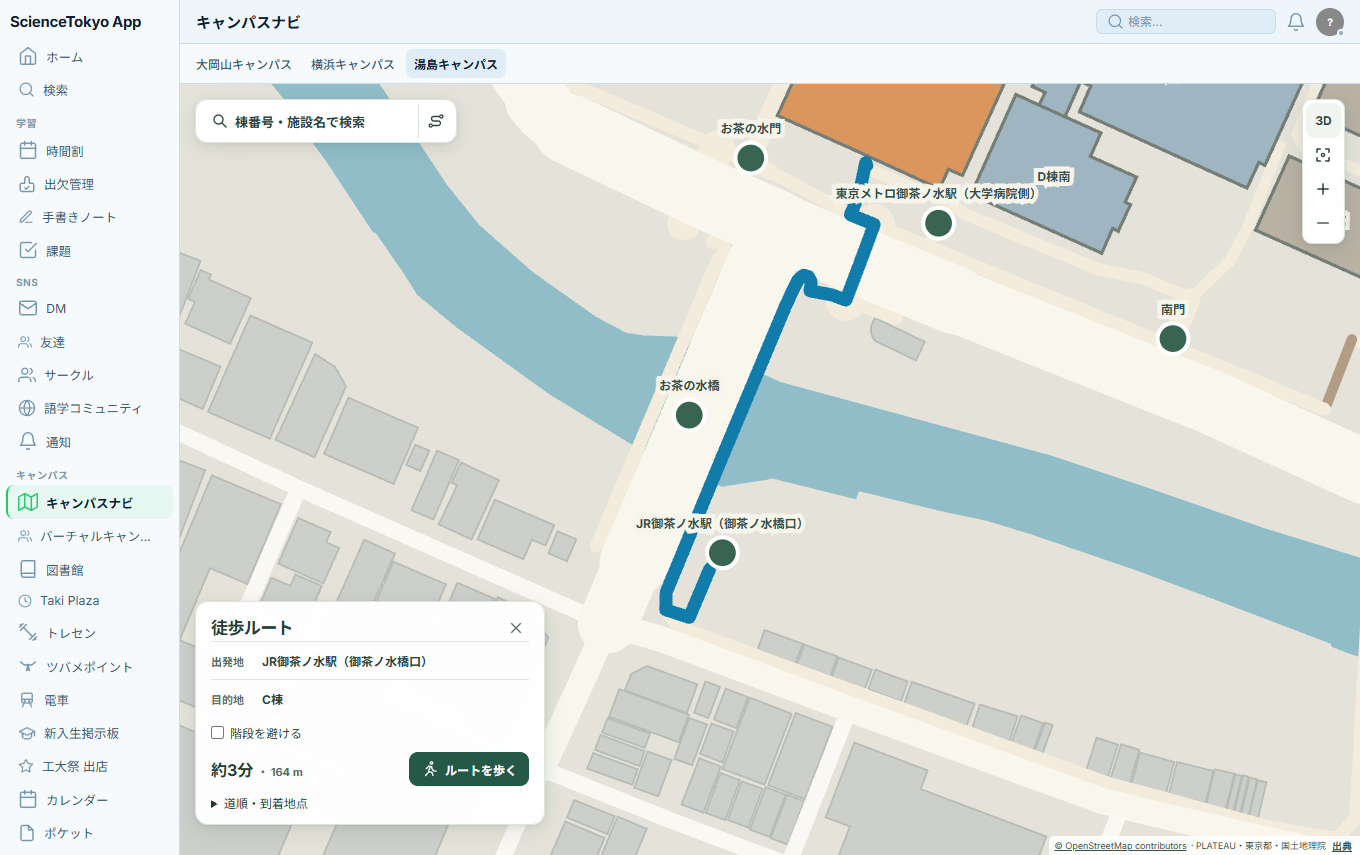 ScienceTokyo App
ホーム
検索
学習
時間割
出欠管理
手書きノート
課題
SNS
DM
友達
サークル
語学コミュニティ
通知
キャンパス
キャンパスナビ
バーチャルキャン...
図書館
Taki Plaza
トレセン
ツバメポイント
電車
新入生掲示板
工大祭 出店
カレンダー
ポケット
キャンパスナビ
検索...
?
大岡山キャンパス
横浜キャンパス
湯島キャンパス
棟番号・施設名で検索
3D
お茶の水門
D棟南
東京メトロ御茶ノ水駅（大学病院側）
南門
お茶の水橋
JR御茶ノ水駅（御茶ノ水橋口）
徒歩ルート
出発地 JR御茶ノ水駅（御茶ノ水橋口）
目的地 C棟
階段を避ける
約3分 ・164 m
ルートを歩く
道順・到着地点
© OpenStreetMap contributors · PLATEAU・東京都・国土地理院 出典